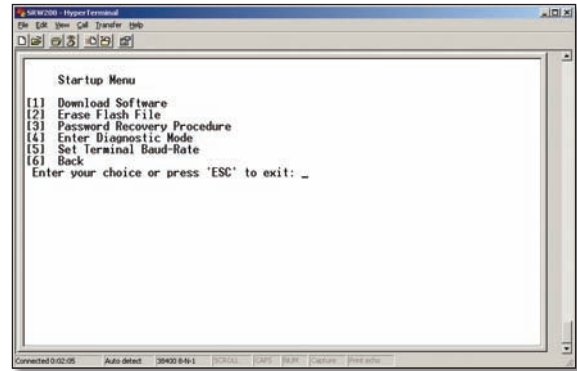 SRW208 - HyperTerminal
File Edit View Call Transfer Help
Startup Menu
[1] Download Software
[2] Erase Flash File
[3] Password Recovery Procedure
[4] Enter Diagnostic Mode
[5] Set Terminal Baud-Rate
[6] Back
Enter your choice or press 'ESC' to exit: _
Connected 0:02:05 Auto detect 38400 8-N-1 SCROLL CAPS NUM Capture Print echo